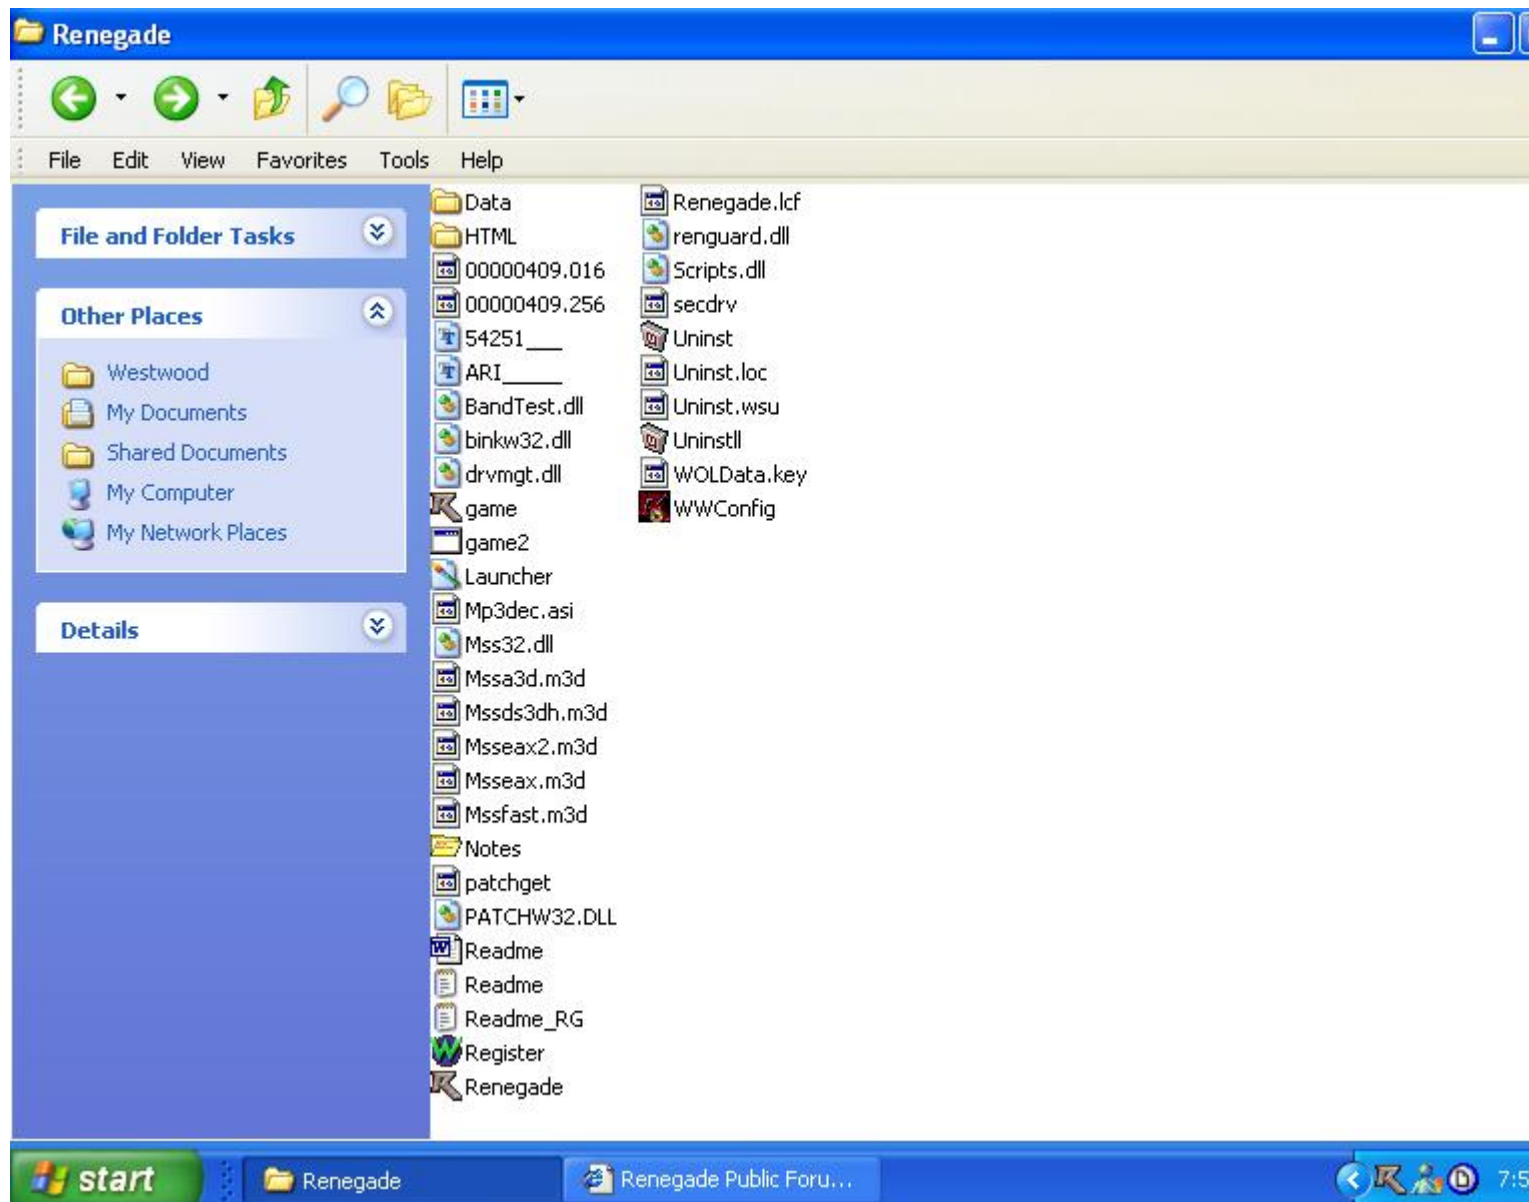 Renegade
File Edit View Favorites Tools Help
File and Folder Tasks
Other Places
Westwood
My Documents
Shared Documents
My Computer
My Network Places
Details
Data
HTML
00000409.016
00000409.256
54251___
ARI_____
BandTest.dll
binkw32.dll
drvmgt.dll
game
game2
Launcher
Mp3dec.asi
Mss32.dll
Mssa3d.m3d
Mssds3dh.m3d
Msseax2.m3d
Msseax.m3d
Mssfast.m3d
Notes
patchget
PATCHW32.DLL
Readme
Readme
Readme_RG
Register
Renegade
Renegade.lcf
renguard.dll
Scripts.dll
secdrv
Uninst
Uninst.loc
Uninst.wsu
Uninstll
WOLData.key
WWConfig
start Renegade Renegade Public Foru... 7:5